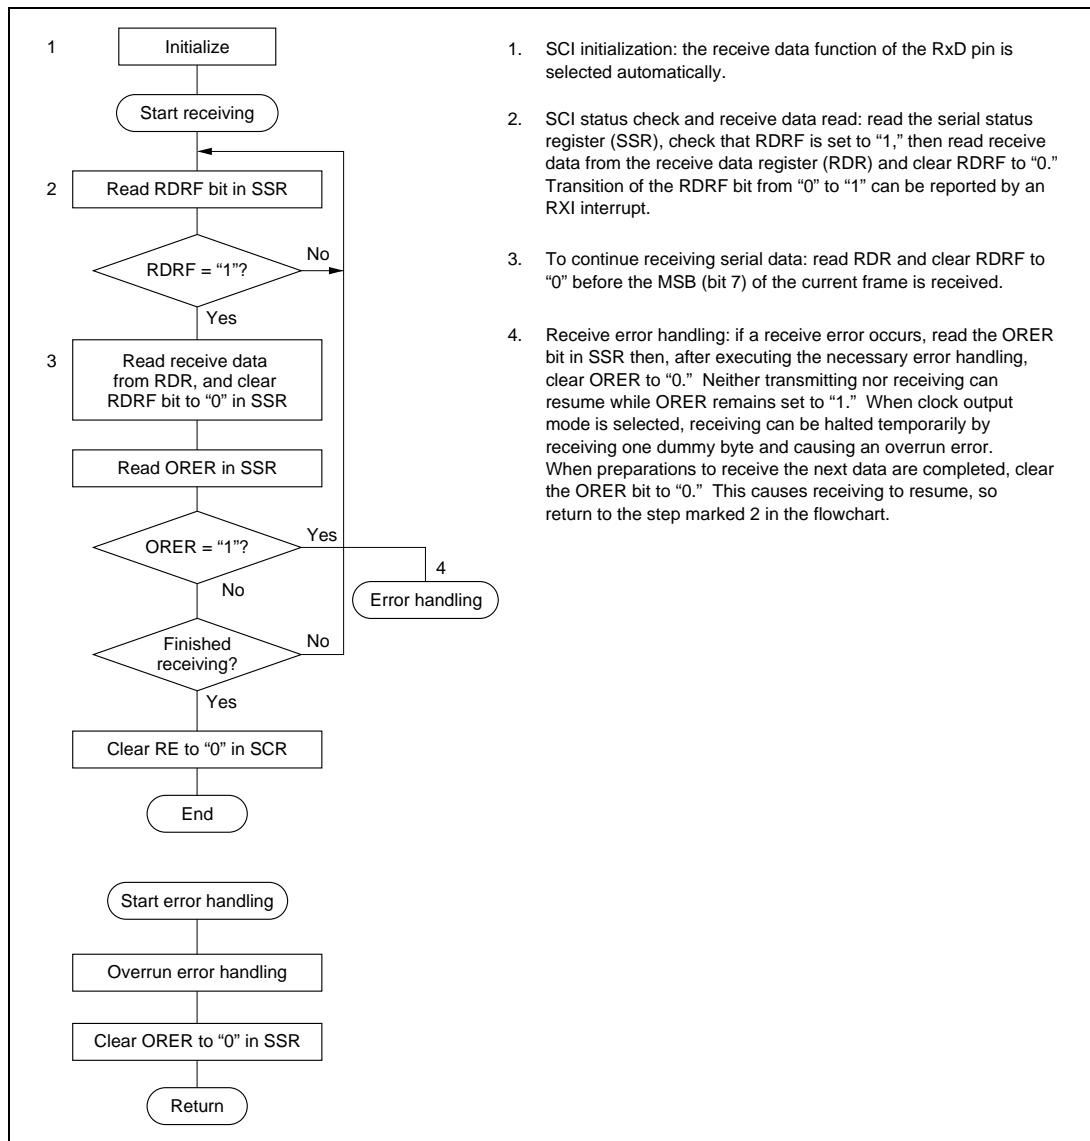 1
Initialize
Start receiving
2
Read RDRF bit in SSR
RDRF = “1”?
No
Yes
3
Read receive data
from RDR, and clear
RDRF bit to “0” in SSR
Read ORER in SSR
ORER = “1”?
Yes
No
4
Error handling
Finished
receiving?
No
Yes
Clear RE to “0” in SCR
End
Start error handling
Overrun error handling
Clear ORER to “0” in SSR
Return
1. SCI initialization: the receive data function of the RxD pin is
selected automatically.
2. SCI status check and receive data read: read the serial status
register (SSR), check that RDRF is set to “1,” then read receive
data from the receive data register (RDR) and clear RDRF to “0.”
Transition of the RDRF bit from “0” to “1” can be reported by an
RXI interrupt.
3. To continue receiving serial data: read RDR and clear RDRF to
“0” before the MSB (bit 7) of the current frame is received.
4. Receive error handling: if a receive error occurs, read the ORER
bit in SSR then, after executing the necessary error handling,
clear ORER to “0.” Neither transmitting nor receiving can
resume while ORER remains set to “1.” When clock output
mode is selected, receiving can be halted temporarily by
receiving one dummy byte and causing an overrun error.
When preparations to receive the next data are completed, clear
the ORER bit to “0.” This causes receiving to resume, so
return to the step marked 2 in the flowchart.